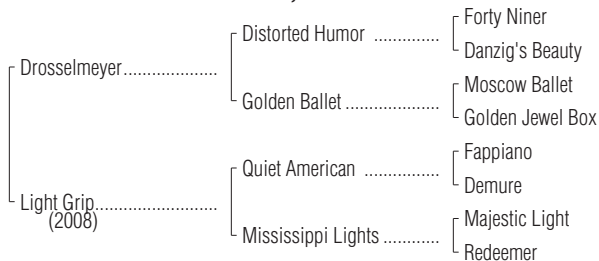 Forty Niner
Distorted Humor ..............
Danzig's Beauty
Drosselmeyer.....................
Moscow Ballet
Golden Ballet ....................
Golden Jewel Box
Fappiano
Quiet American ................
Demure
Light Grip..........................
(2008)
Majestic Light
Mississippi Lights ............
Redeemer